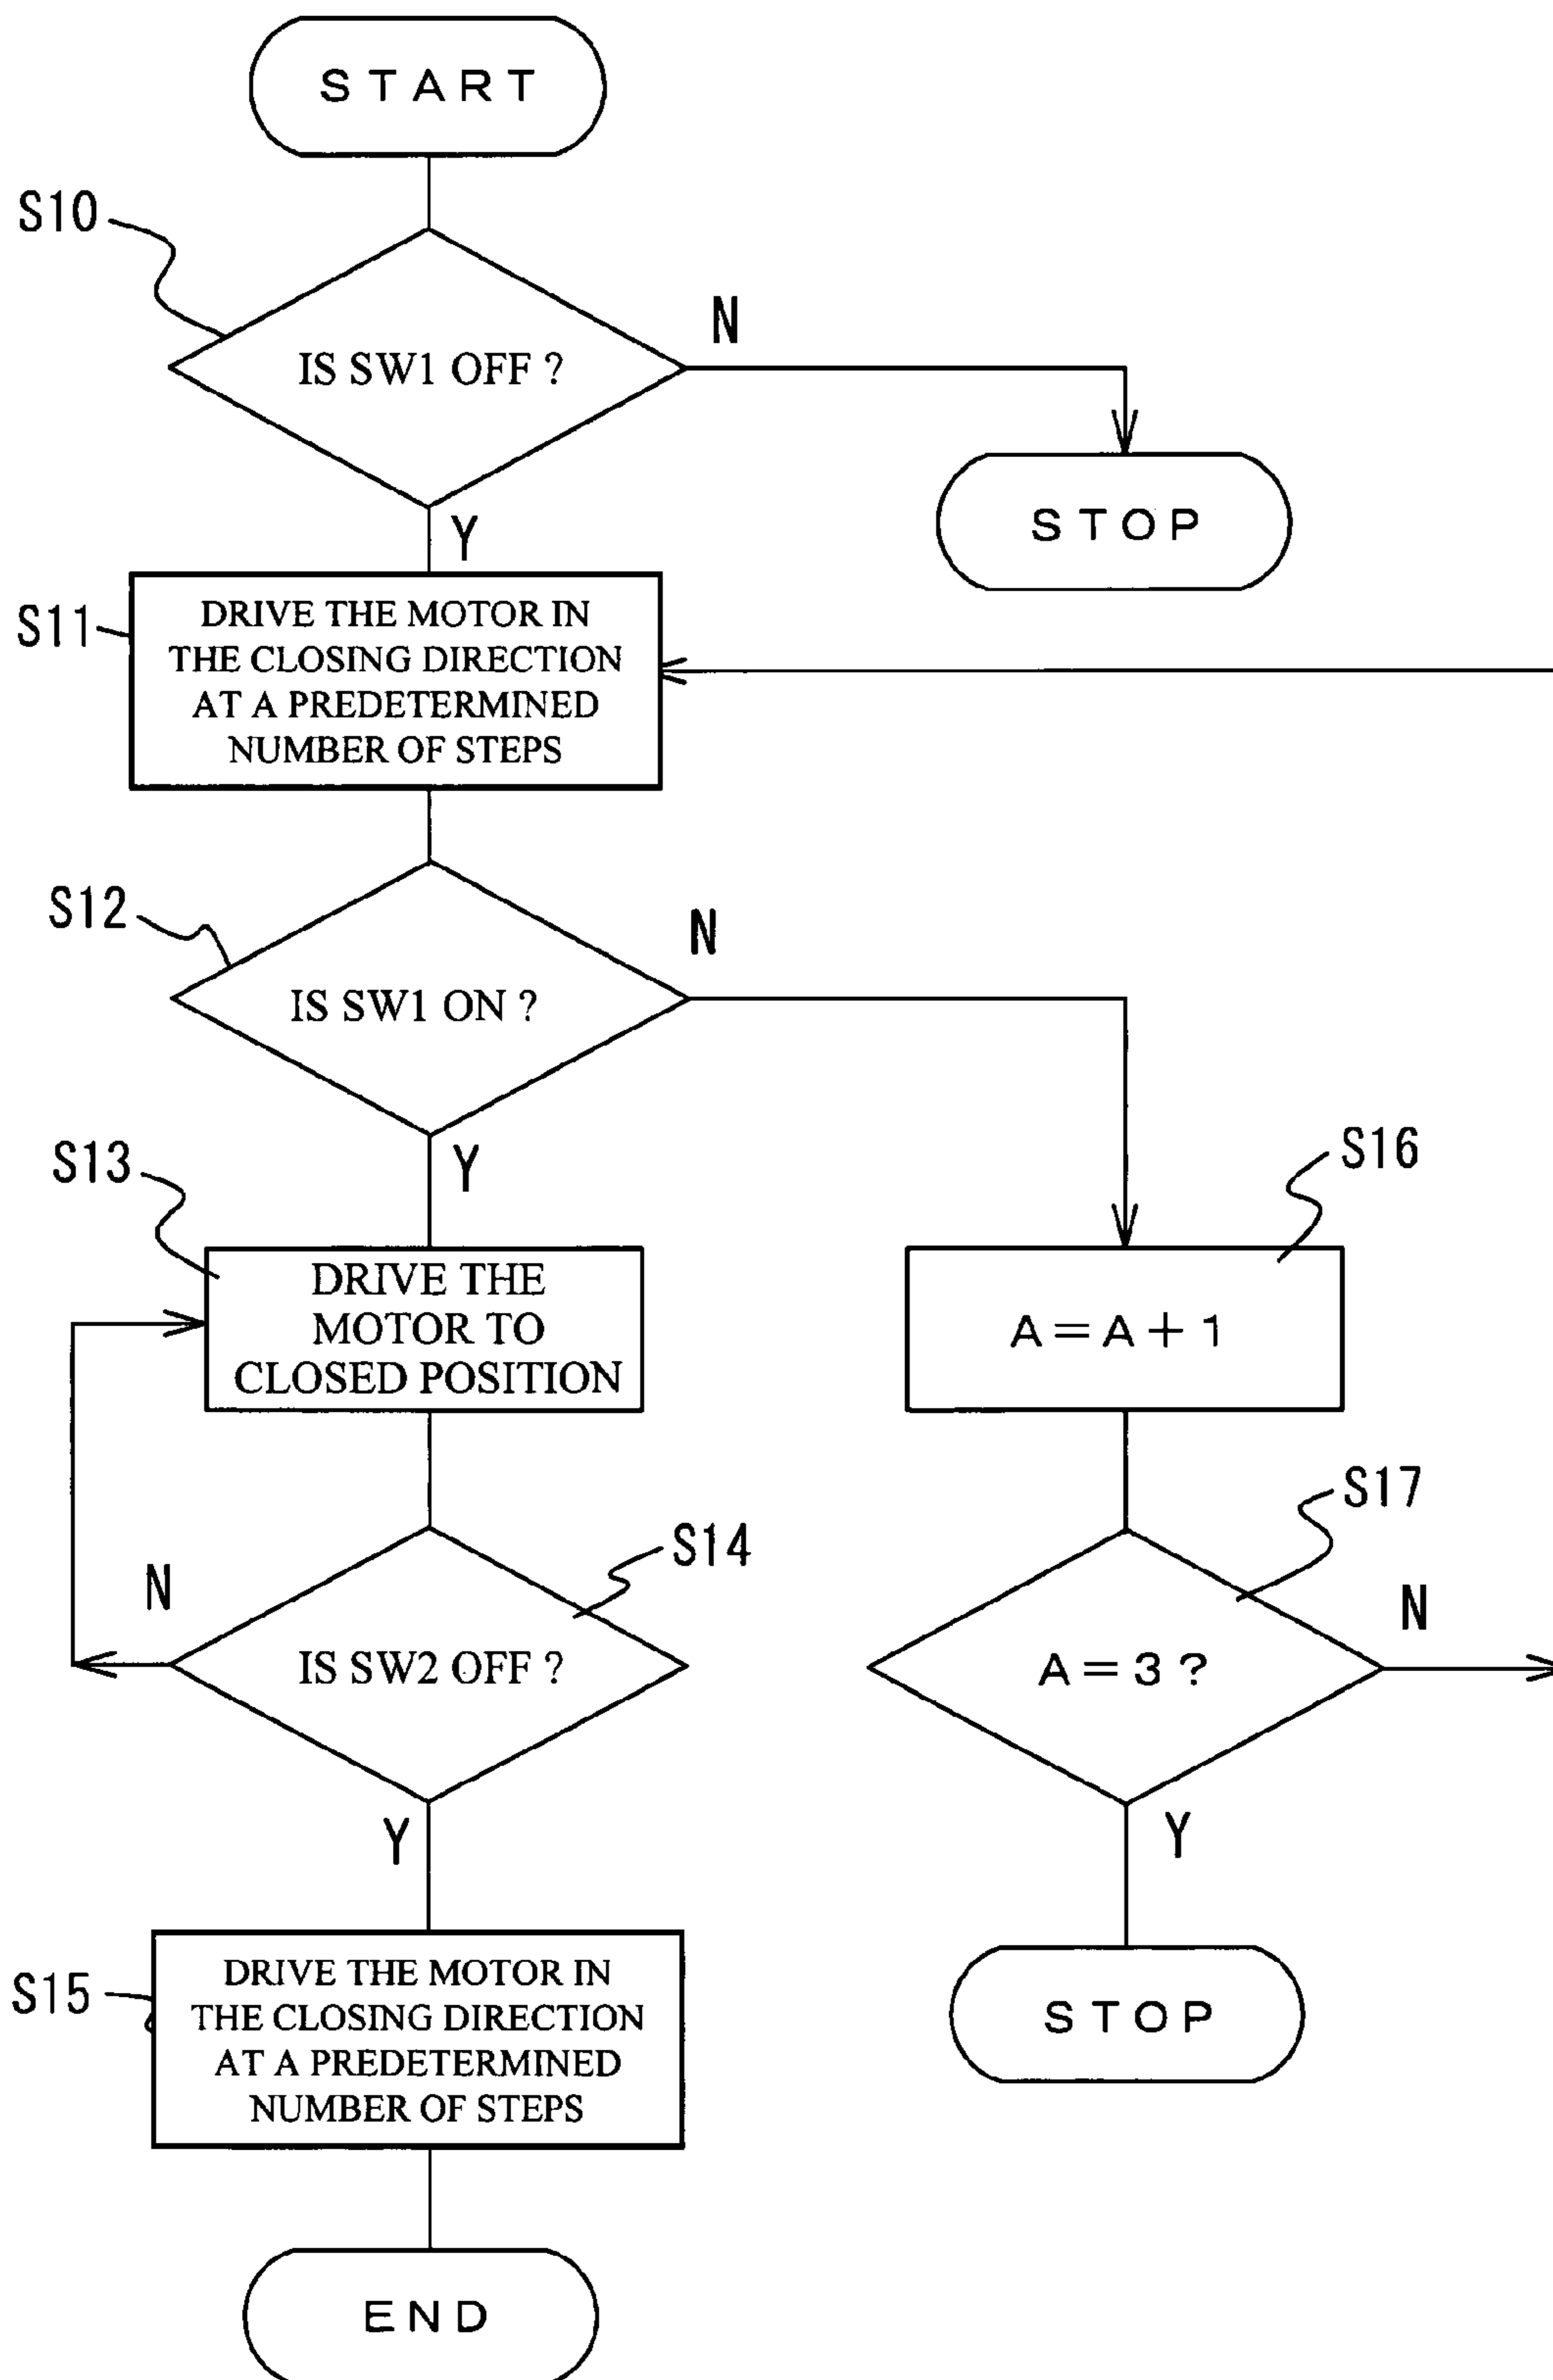 START
S10
IS SW1 OFF ?
N
STOP
Y
S11
DRIVE THE MOTOR IN
THE CLOSING DIRECTION
AT A PREDETERMINED
NUMBER OF STEPS
S12
IS SW1 ON ?
N
Y
S13
DRIVE THE
MOTOR TO
CLOSED POSITION
S16
A=A+1
S14
N
IS SW2 OFF ?
Y
S17
A=3?
N
Y
STOP
S15
DRIVE THE MOTOR IN
THE CLOSING DIRECTION
AT A PREDETERMINED
NUMBER OF STEPS
END